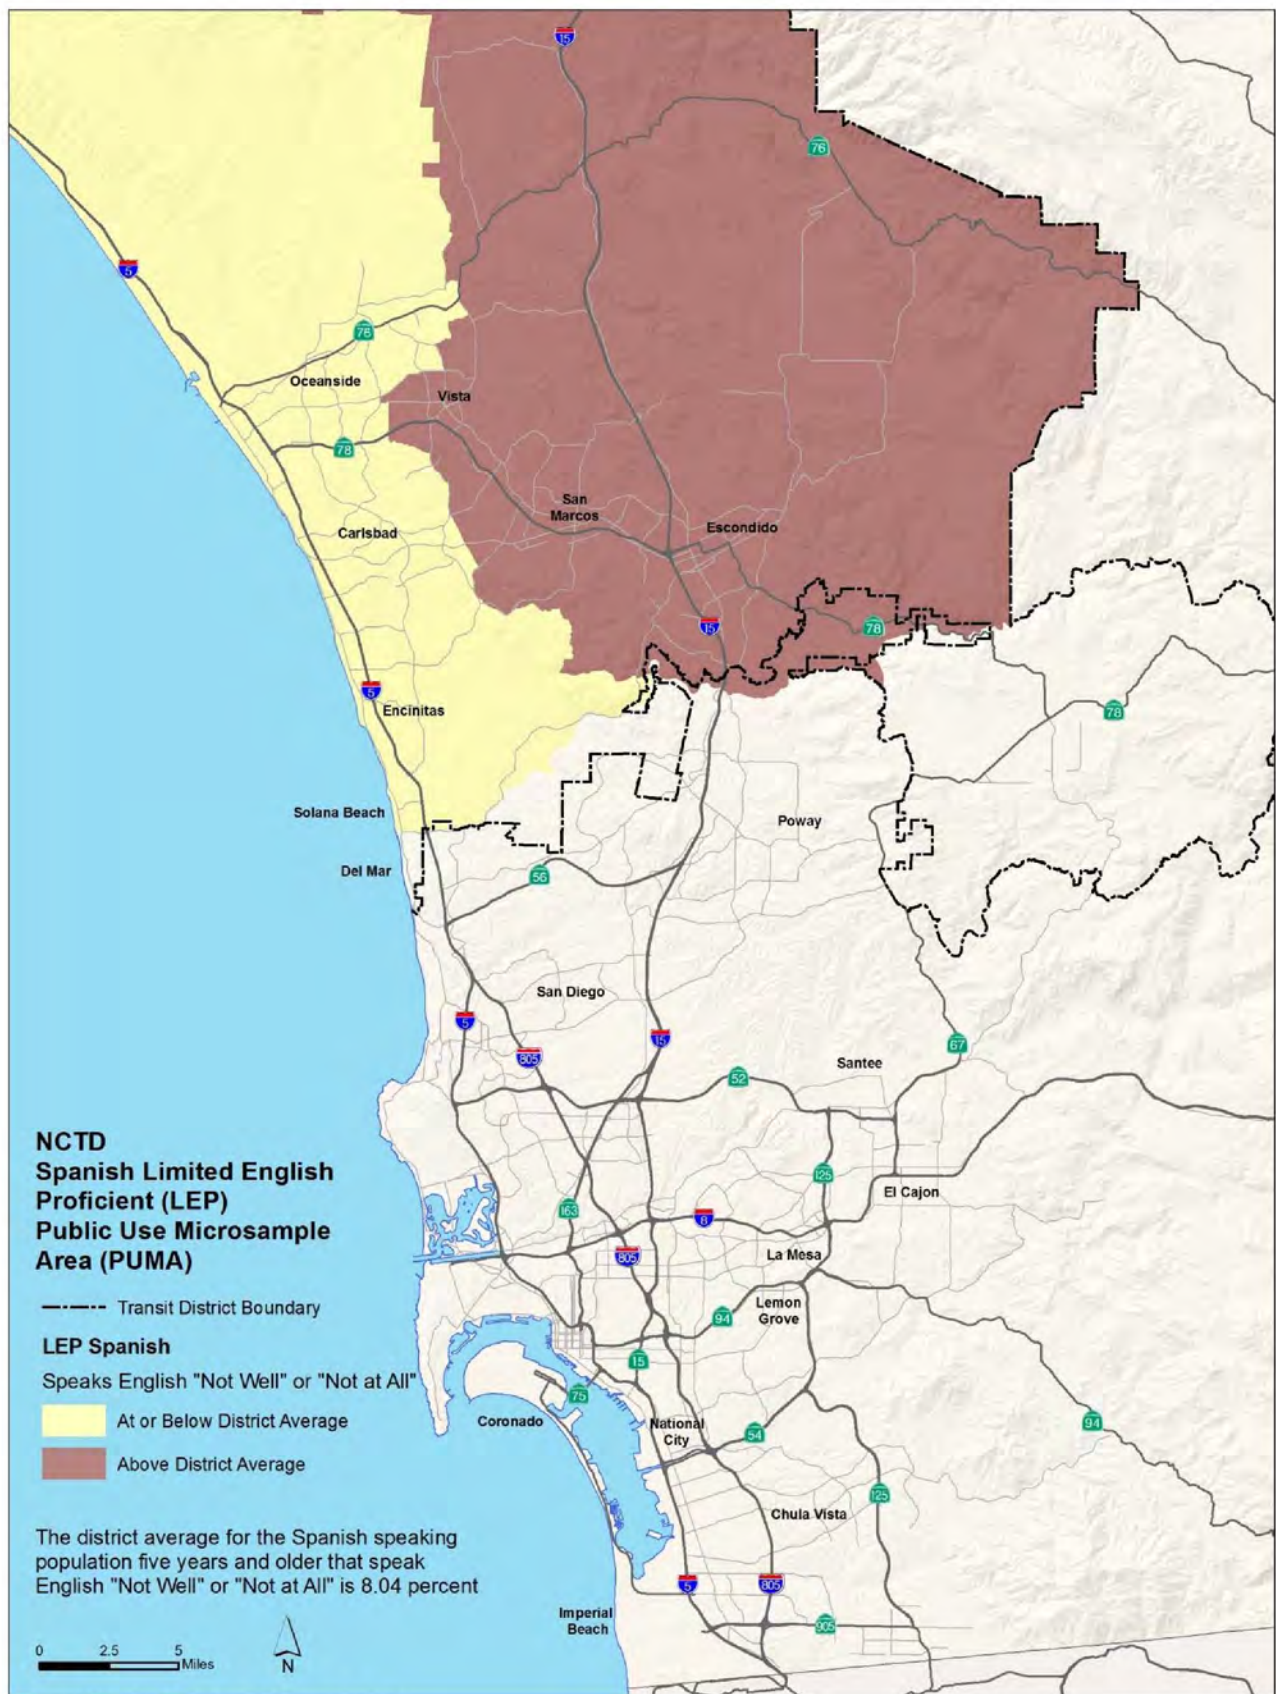 15
76
5
78
Oceanside
Vista
78
San
Marcos
Escondido
Carlsbad
15
78
5
Encinitas
78
Solana Beach
Poway
Del Mar
56
San Diego
5
15
805
67
52
Santee
NCTD
Spanish Limited English
Proficient (LEP)
Public Use Microsample
Area (PUMA)
Transit District Boundary
LEP Spanish
Speaks English "Not Well" or "Not at All"
At or Below District Average
Above District Average
The district average for the Spanish speaking
population five years and older that speak
English "Not Well" or "Not at All" is 8.04 percent
0 2.5 5
Miles
N
125
El Cajon
163
8
805
La Mesa
Lemon
Grove
94
15
75
Coronado
National
City
54
94
125
Chula Vista
5
805
Imperial
Beach
905